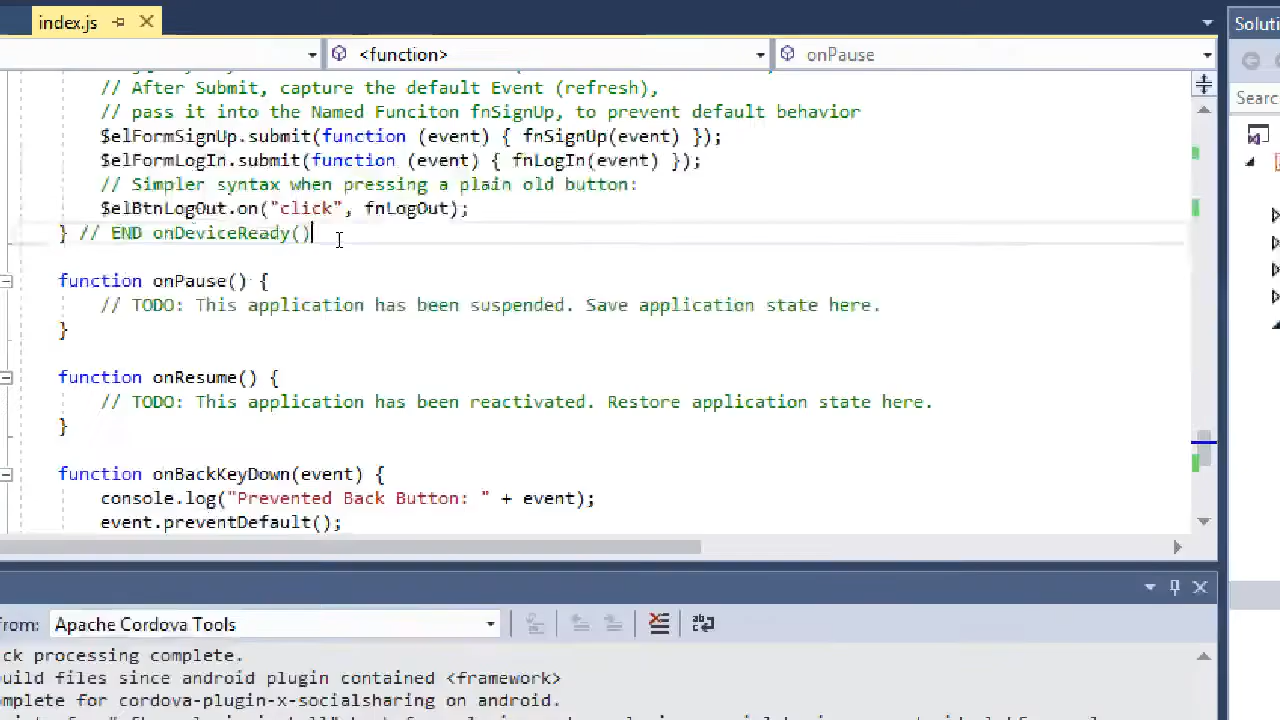 index.js
Soluti
<function>
onPause
Searc
// After Submit, capture the default Event (refresh),
// pass it into the Named Funciton fnSignUp, to prevent default behavior
$elFormSignUp.submit(function (event) { fnSignUp(event) });
$elFormLogIn.submit(function (event) { fnLogIn(event) });
// Simpler syntax when pressing a plain old button:
$elBtnLogOut.on("click", fnLogOut);
} // END onDeviceReady()
function onPause() {
// TODO: This application has been suspended. Save application state here.
}
function onResume() {
// TODO: This application has been reactivated. Restore application state here.
}
function onBackKeyDown(event) {
console.log("Prevented Back Button: " + event);
event.preventDefault();
from: Apache Cordova Tools
ck processing complete.
build files since android plugin contained <framework>
omplete for cordova-plugin-x-socialsharing on android.